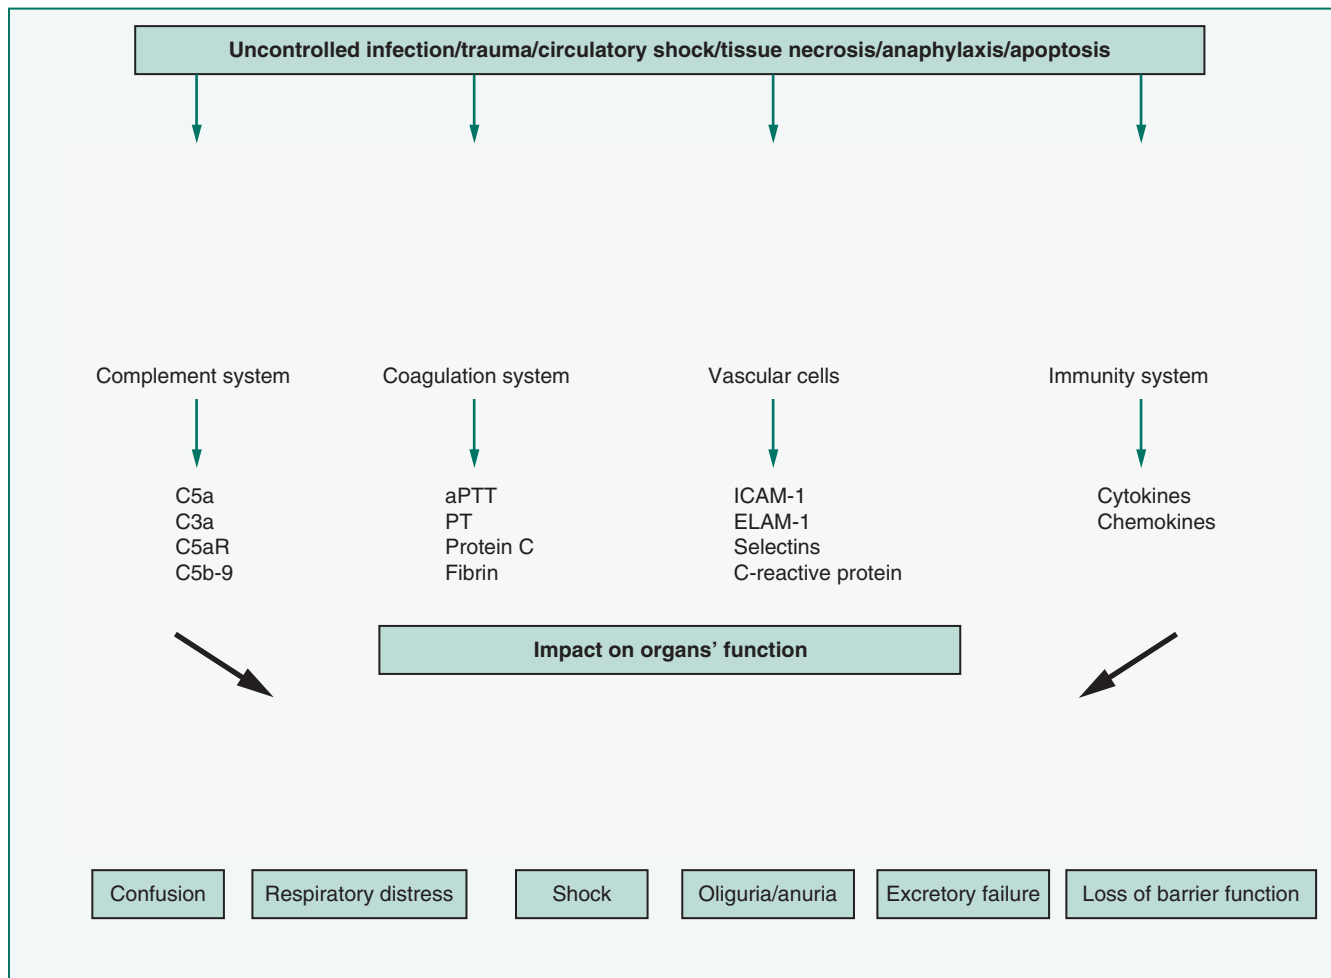 Uncontrolled infection/trauma/circulatory shock/tissue necrosis/anaphylaxis/apoptosis
Complement system
Coagulation system
Vascular cells
Immunity system
C5a
C3a
C5aR
C5b-9
aPTT
PT
Protein C
Fibrin
ICAM-1
ELAM-1
Selectins
C-reactive protein
Cytokines
Chemokines
Impact on organs’ function
Confusion
Respiratory distress
Shock
Oliguria/anuria
Excretory failure
Loss of barrier function